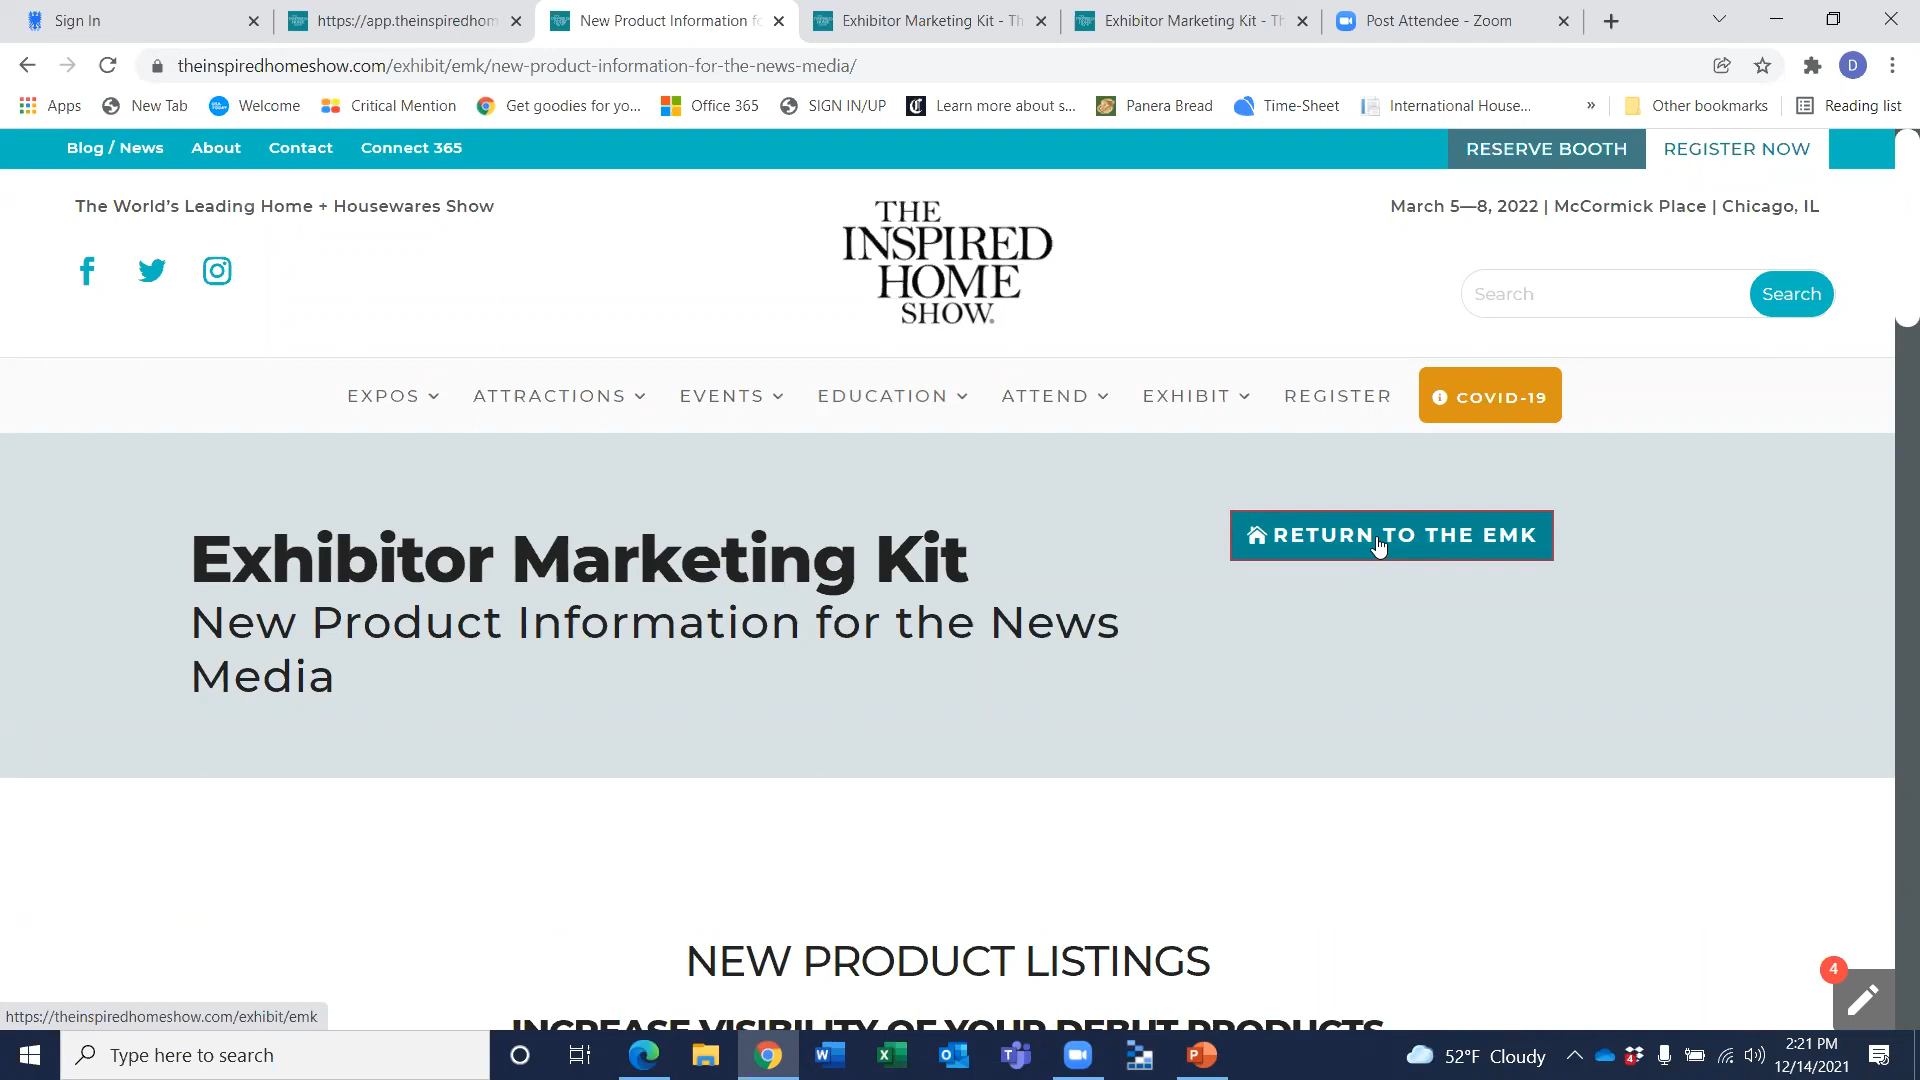 Sign In
https://app.theinspiredhom
New Product Information fo
Exhibitor Marketing Kit - Th
Exhibitor Marketing Kit - Th
Post Attendee - Zoom
theinspiredhomeshow.com/exhibit/emk/new-product-information-for-the-news-media/
D
Apps
New Tab
Welcome
Critical Mention
Get goodies for yo...
Office 365
SIGN IN/UP
Learn more about s...
Panera Bread
Time-Sheet
International House...
»
Other bookmarks
Reading list
Blog / News
About
Contact
Connect 365
RESERVE BOOTH
REGISTER NOW
The World's Leading Home + Housewares Show
THE
INSPIRED
HOME
SHOW.®
March 5—8, 2022 | McCormick Place | Chicago, IL
Search
Search
EXPOS
ATTRACTIONS
EVENTS
EDUCATION
ATTEND
EXHIBIT
REGISTER
COVID-19
RETURN TO THE EMK
Exhibitor Marketing Kit
New Product Information for the News
Media
NEW PRODUCT LISTINGS
INCREASE VISIBILITY OF YOUR DEBUT PRODUCTS
4
https://theinspiredhomeshow.com/exhibit/emk
Type here to search
52°F Cloudy
2:21 PM
12/14/2021